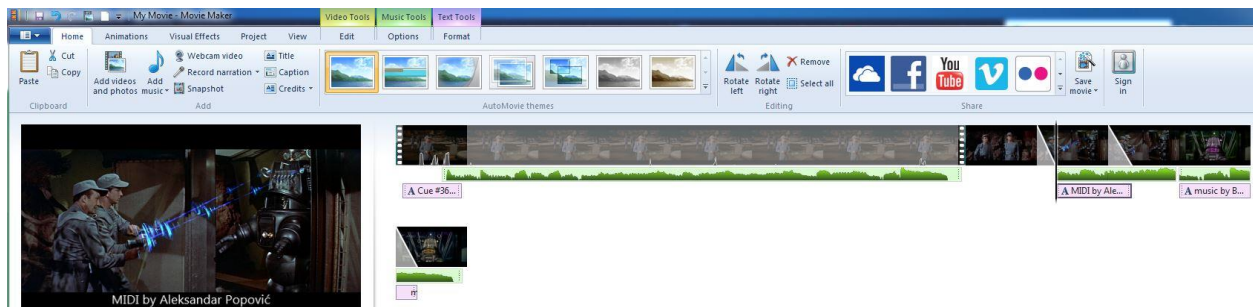 My Movie - Movie Maker
Video Tools
Music Tools
Text Tools
Home
Animations
Visual Effects
Project
View
Edit
Options
Format
Paste
Cut
Copy
Clipboard
Add videos
and photos
Add
music
Webcam video
Record narration
Snapshot
Title
Caption
Credits
Add
AutoMovie themes
Rotate
left
Rotate
right
Remove
Select all
Editing
f
You
Tube
Share
Save
movie
Sign
in
A Cue #36...
A MIDI by Ale...
A music by B...
m
MIDI by Aleksandar Popović